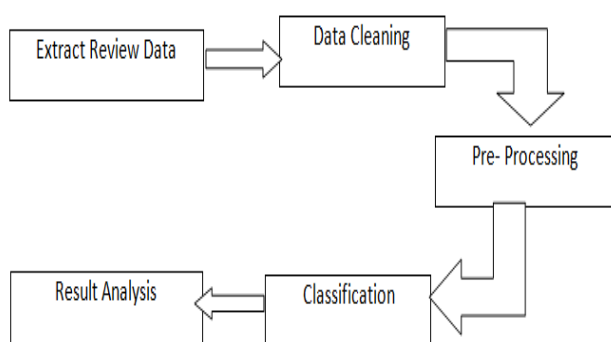 Extract Review Data
Data Cleaning
Pre- Processing
Classification
Result Analysis